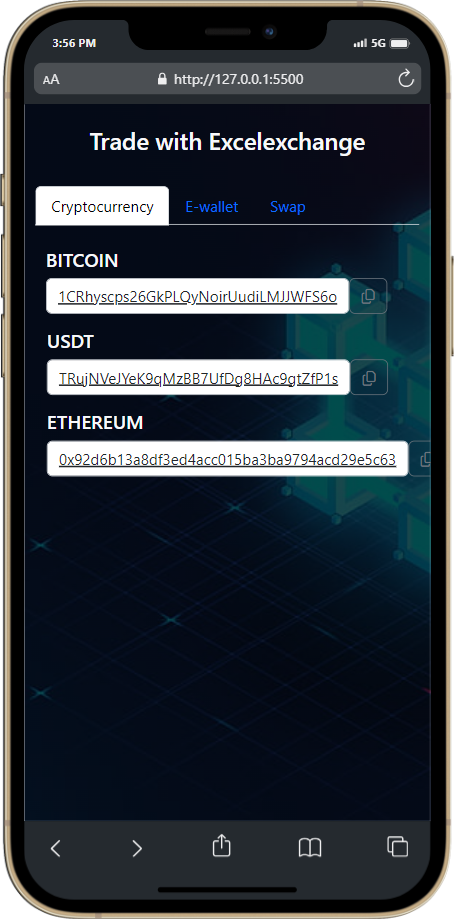 3:56 PM
5G
AA
http://127.0.0.1:5500
Trade with Excelexchange
Cryptocurrency E-wallet Swap
BITCOIN
1CRhyscps26GkPLQyNoirUudiLMJJWFS6o
USDT
TRujNVeJYeK9qMzBB7UfDg8HAc9gtZfP1s
ETHEREUM
0x92d6b13a8df3ed4acc015ba3ba9794acd29e5c63